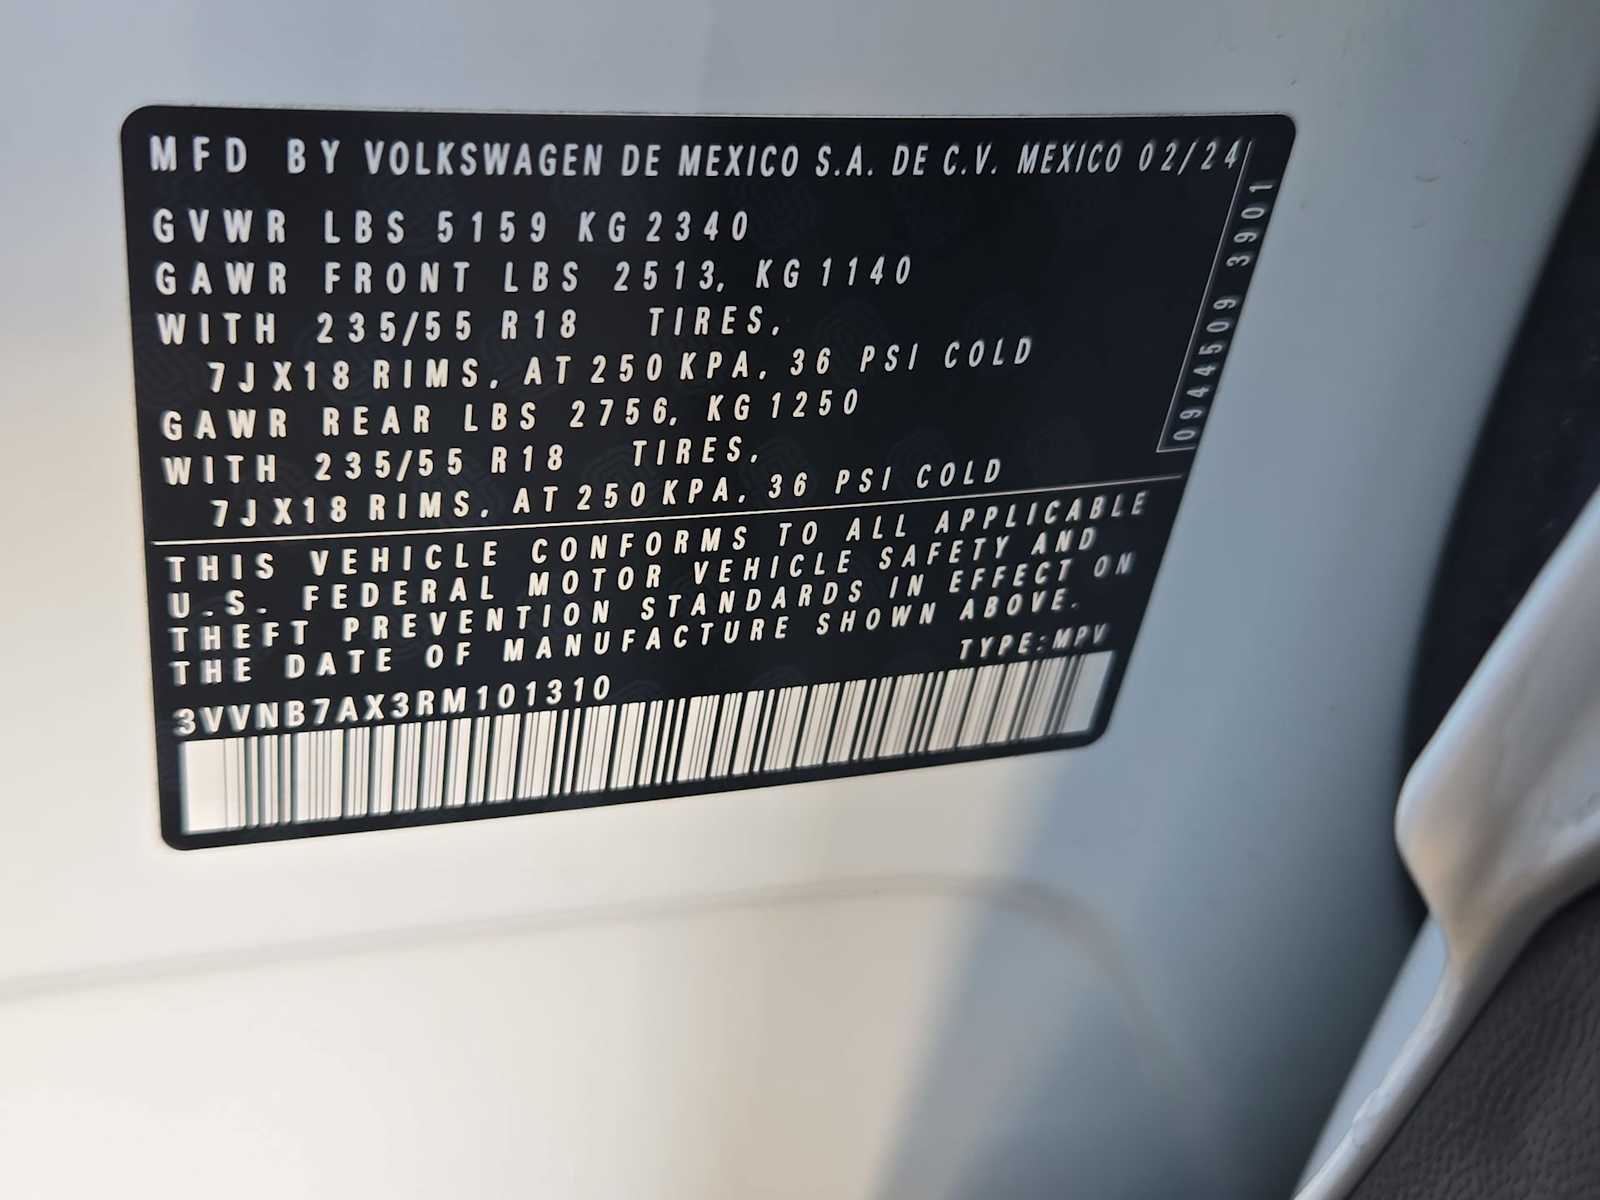 MFD BY VOLKSWAGEN DE MEXICO S.A. DE C.V. MEXICO 02/24
GVWR LBS 5159 KG 2340
GAWR FRONT LBS 2513, KG 1140
WITH 235/55 R18 TIRES,
7JX18 RIMS, AT 250 KPA, 36 PSI COLD
GAWR REAR LBS 2756, KG 1250
WITH 235/55 R18 TIRES,
7JX18 RIMS, AT 250 KPA, 36 PSI COLD
0944509 3901
THIS VEHICLE CONFORMS TO ALL APPLICABLE
U.S. FEDERAL MOTOR VEHICLE SAFETY AND
THEFT PREVENTION STANDARDS IN EFFECT ON
THE DATE OF MANUFACTURE SHOWN ABOVE.
TYPE:MPV
3VVNB7AX3RM101310